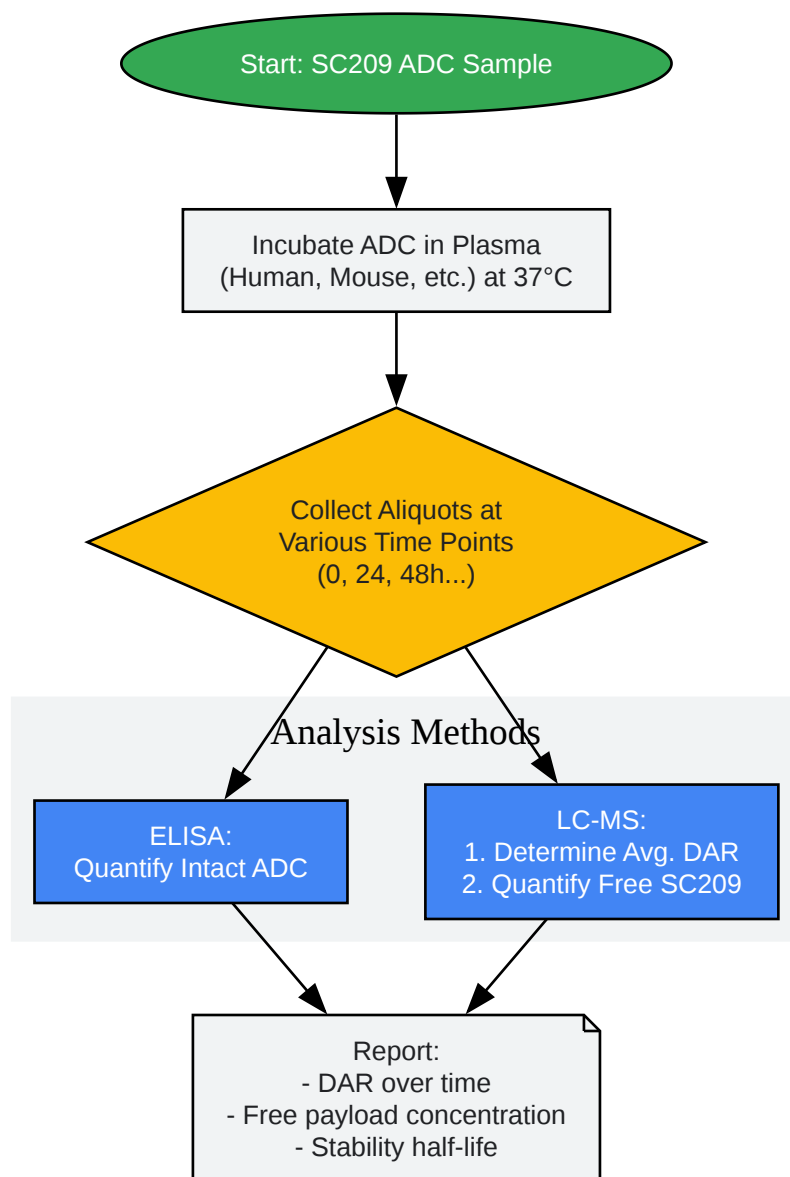 Start: SC209 ADC Sample
Incubate ADC in Plasma
(Human, Mouse, etc.) at 37°C
Collect Aliquots at
Various Time Points
(0, 24, 48h...)
Analysis Methods
ELISA:
Quantify Intact ADC
LC-MS:
1. Determine Avg. DAR
2. Quantify Free SC209
Report:
- DAR over time
- Free payload concentration
- Stability half-life